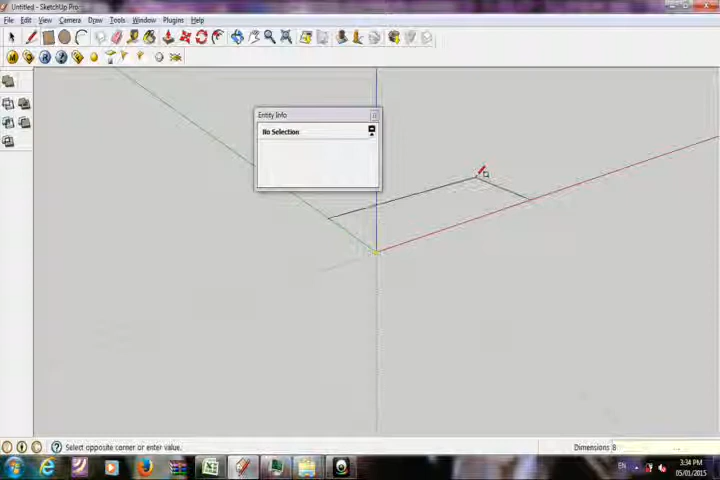 Untitled - SketchUp Pro
File Edit View Camera Draw Tools Window Plugins Help
Entity Info
No Selection
Select opposite corner or enter value.
Dimensions 8
EN
3:34 PM
05/01/2015